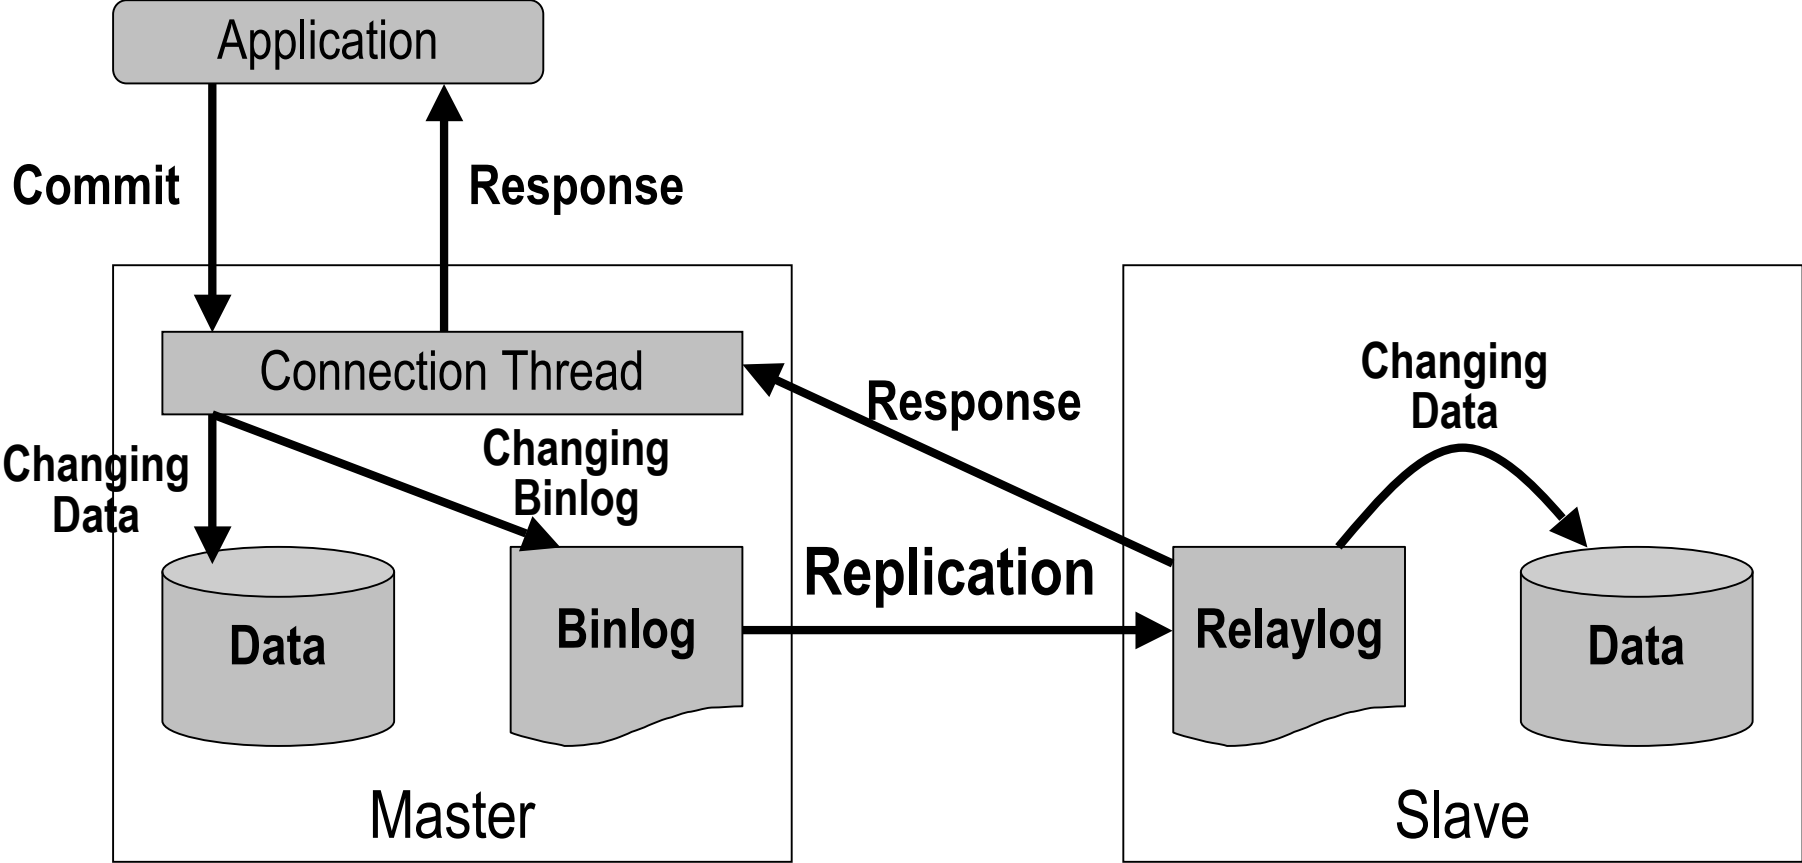 Application
Commit
Response
Connection Thread
Response
Changing
Data
Changing
Data
Changing
Binlog
Replication
Data
Binlog
Relaylog
Data
Master
Slave